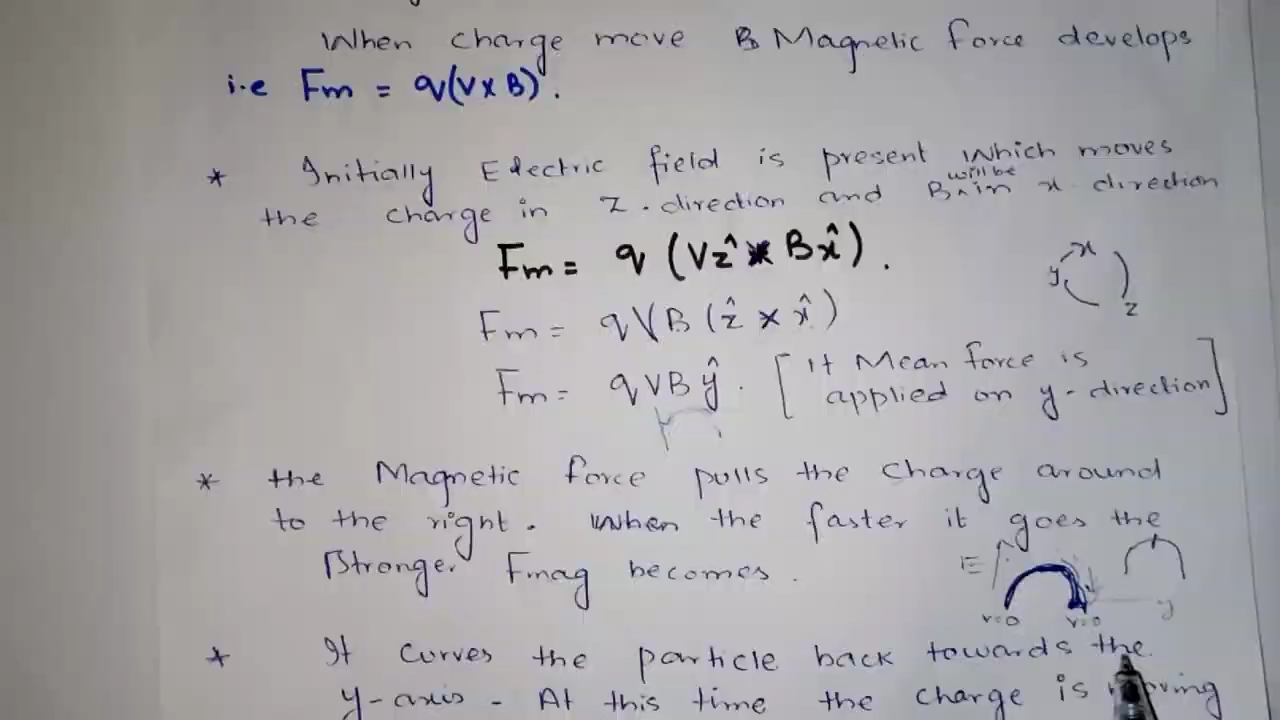 When charge move B Magnetic force develops
i.e Fm = q(V×B).
* Initially Electric field is present which moves
the charge in Z-direction and B will be in x direction
Fm = q (Vẑ × Bx̂).
Fm = qVB (ẑ × x̂)
Fm = qVB ŷ. [It Mean force is
applied on y-direction]
x
y
z
* the Magnetic force pulls the charge around
to the right. When the faster it goes the
Stronger Fmag becomes.
E
v=0 v=0
y
* It curves the particle back towards the
y-axis. At this time the charge is moving